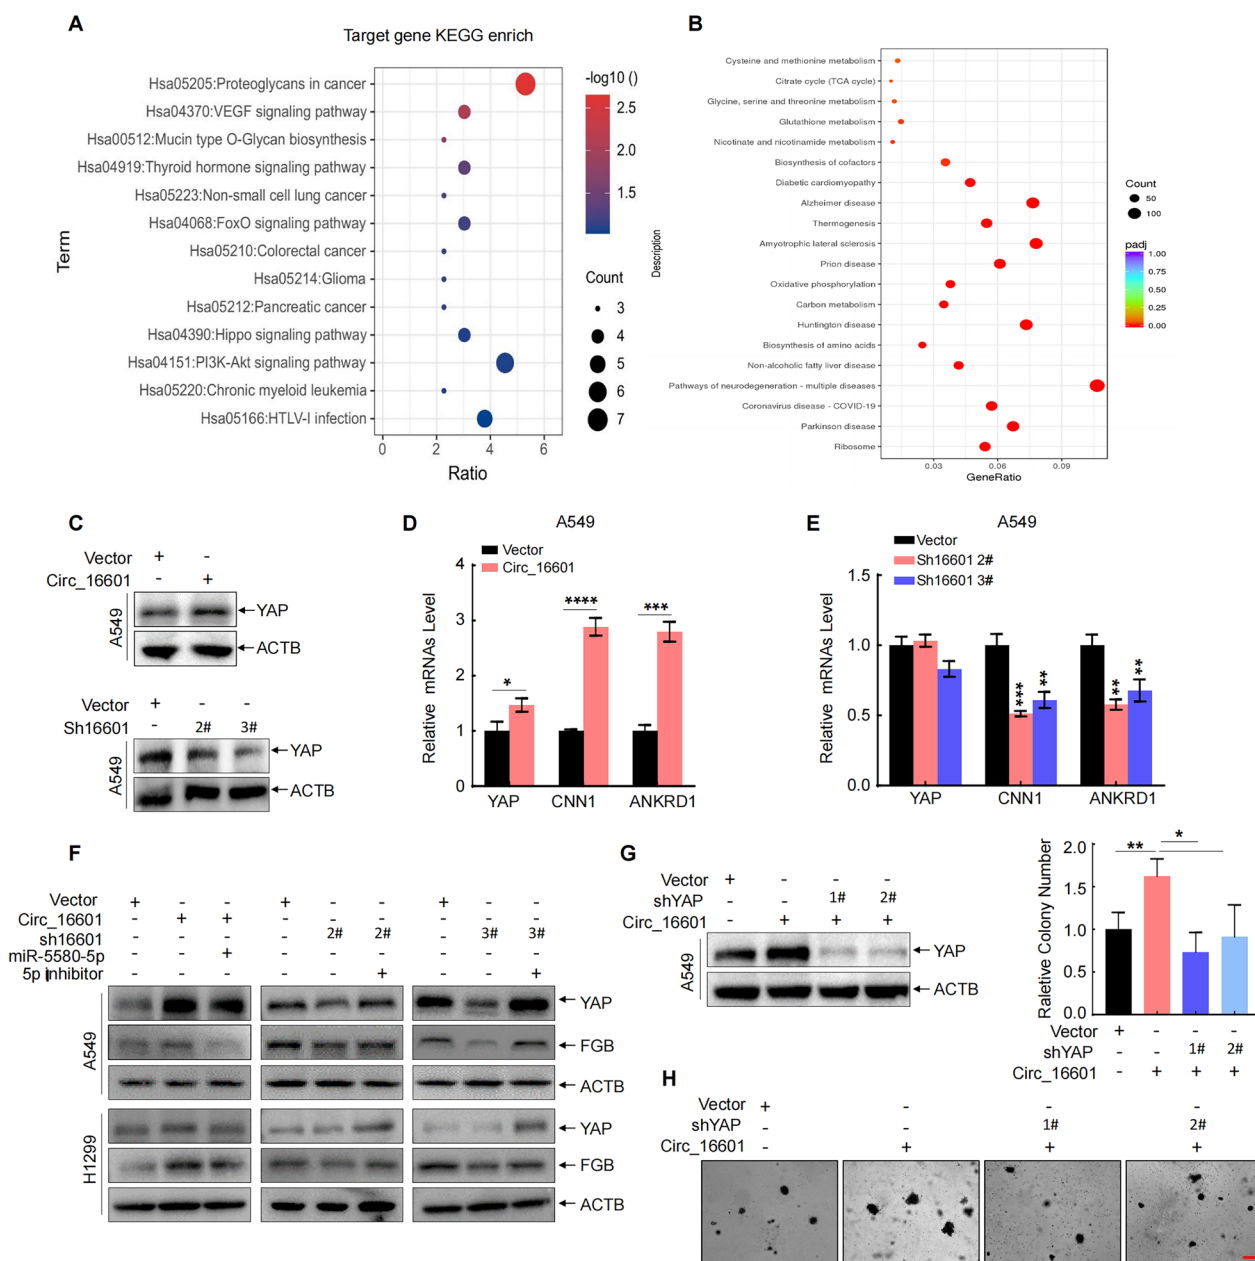 A
Target gene KEGG enrich
Term
Hsa05205:Proteoglycans in cancer
Hsa04370:VEGF signaling pathway
Hsa00512:Mucin type O-Glycan biosynthesis
Hsa04919:Thyroid hormone signaling pathway
Hsa05223:Non-small cell lung cancer
Hsa04068:FoxO signaling pathway
Hsa05210:Colorectal cancer
Hsa05214:Glioma
Hsa05212:Pancreatic cancer
Hsa04390:Hippo signaling pathway
Hsa04151:PI3K-Akt signaling pathway
Hsa05220:Chronic myeloid leukemia
Hsa05166:HTLV-I infection
0 2 4 6
Ratio
-log10 ()
2.5
2.0
1.5
Count
3
4
5
6
7
B
Description
Cysteine and methionine metabolism
Citrate cycle (TCA cycle)
Glycine, serine and threonine metabolism
Glutathione metabolism
Nicotinate and nicotinamide metabolism
Biosynthesis of cofactors
Diabetic cardiomyopathy
Alzheimer disease
Thermogenesis
Amyotrophic lateral sclerosis
Prion disease
Oxidative phosphorylation
Carbon metabolism
Huntington disease
Biosynthesis of amino acids
Non-alcoholic fatty liver disease
Pathways of neurodegeneration - multiple diseases
Coronavirus disease - COVID-19
Parkinson disease
Ribosome
0.03 0.06 0.09
GeneRatio
Count
50
100
padj
1.00
0.75
0.50
0.25
0.00
C
Vector + -
Circ_16601 - +
A549
YAP
ACTB
Vector + - -
Sh16601 - 2# 3#
A549
YAP
ACTB
D
A549
Vector
Circ_16601
Relative mRNAs Level
4
3
2
1
0
* **** ***
YAP CNN1 ANKRD1
E
A549
Vector
Sh16601 2#
Sh16601 3#
Relative mRNAs Level
1.5
1.0
0.5
0.0
*** ** ** **
YAP CNN1 ANKRD1
F
Vector + - - + - - + - -
Circ_16601 - + + - - - - - -
sh16601 - - - - 2# 2# - 3# 3#
miR-5580-5p - - + - - - - - -
5p inhibitor - - - - - + - - +
A549
YAP
FGB
ACTB
H1299
YAP
FGB
ACTB
G
Vector + - - -
shYAP - - 1# 2#
Circ_16601 - + + +
A549
YAP
ACTB
Raletive Colony Number
2.0
1.5
1.0
0.5
0.0
** *
Vector + - - -
shYAP - - 1# 2#
Circ_16601 - + + +
H
Vector + - - -
shYAP - - 1# 2#
Circ_16601 - + + +